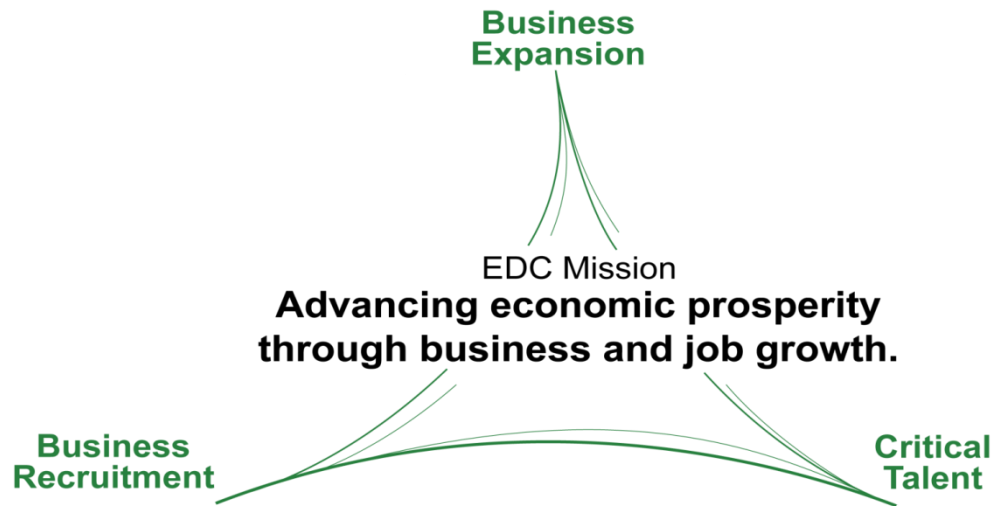 Business
Expansion
EDC Mission
Advancing economic prosperity
through business and job growth.
Business
Recruitment
Critical
Talent